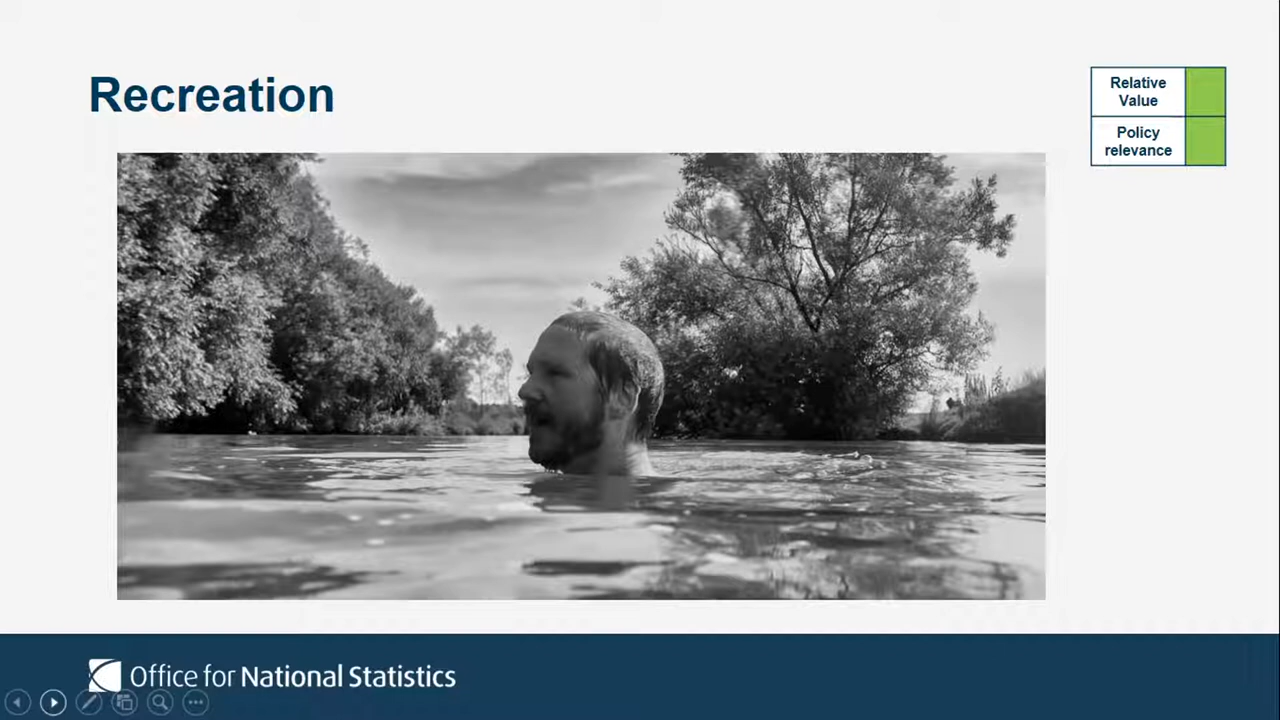 Recreation
Relative
Value
Policy
relevance
Office for National Statistics